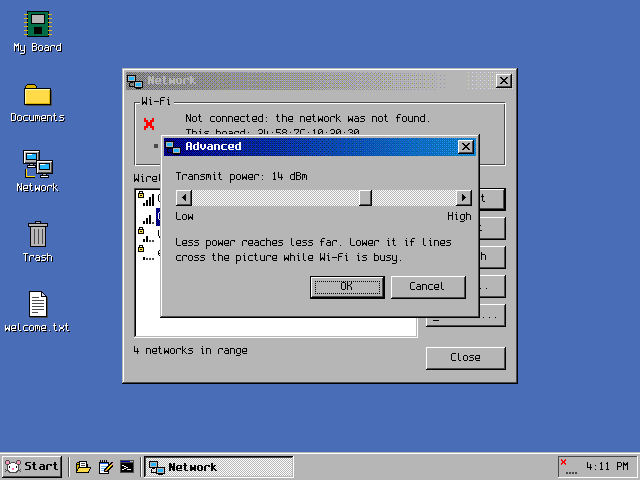 My Board
Documents
Network
Trash
welcome.txt
Network
Wi-Fi
Not connected: the network was not found.
This board: 34:58:7C:10:20:30
Advanced
Transmit power: 14 dBm
Low
High
Less power reaches less far. Lower it if lines
cross the picture while Wi-Fi is busy.
OK
Cancel
4 networks in range
Close
Start
Network
4:11 PM